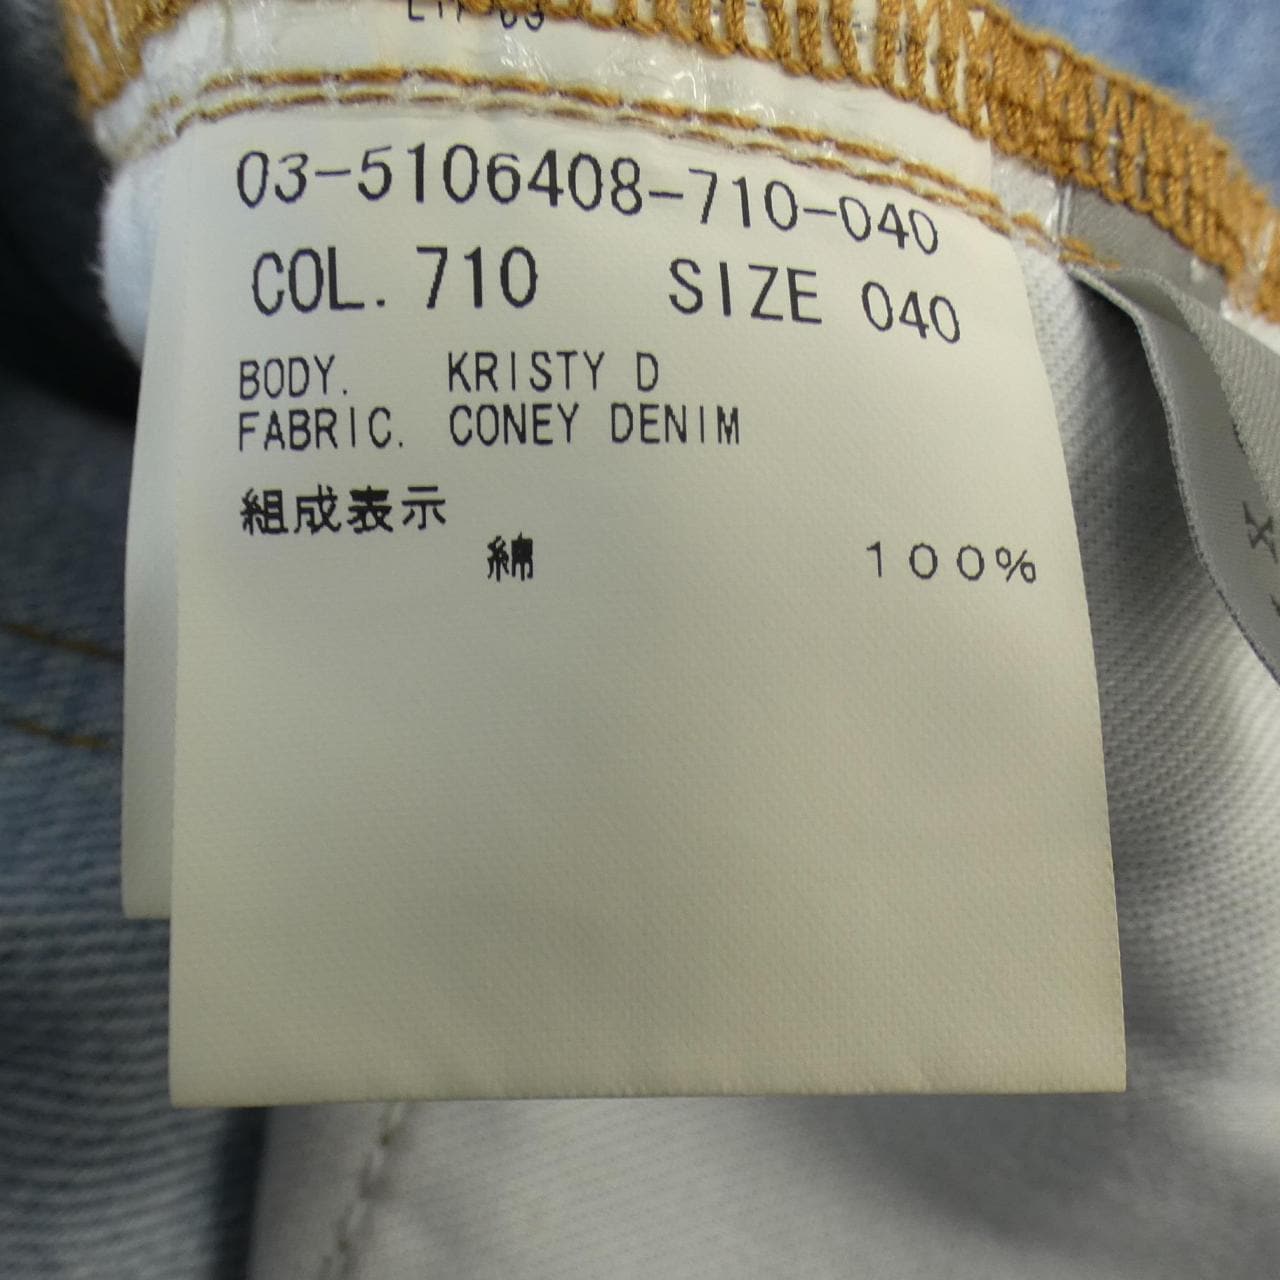 03-5106408-710-040
COL. 710 SIZE 040
BODY. KRISTY D
FABRIC. CONEY DENIM
組成表示
綿 100%